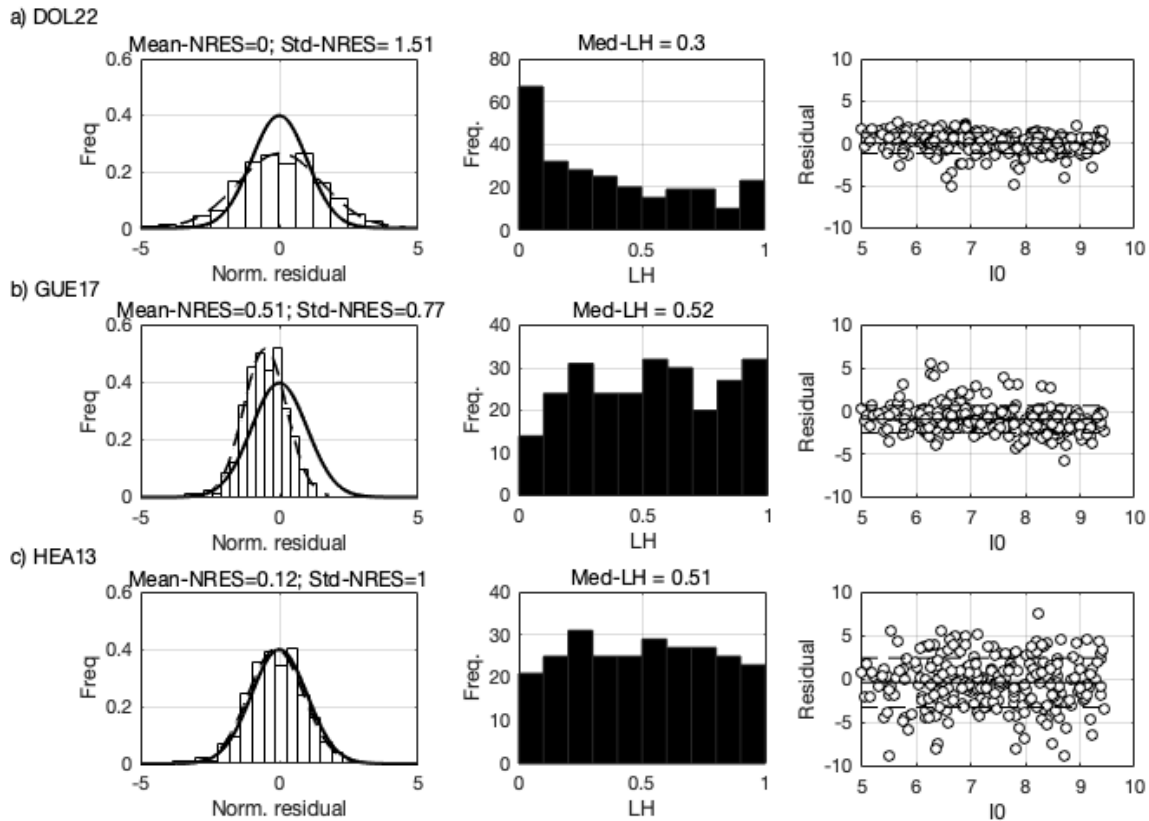 a) DOL22
Mean-NRES=0; Std-NRES= 1.51
Freq
0.6
0.4
0.2
0
-5
0
5
Norm. residual
Med-LH = 0.3
Freq.
80
60
40
20
0
0
0.5
1
LH
Residual
10
5
0
-5
-10
5
6
7
8
9
10
I0
b) GUE17
Mean-NRES=0.51; Std-NRES=0.77
Freq
0.6
0.4
0.2
0
-5
0
5
Norm. residual
Med-LH = 0.52
Freq.
40
30
20
10
0
0
0.5
1
LH
Residual
10
5
0
-5
-10
5
6
7
8
9
10
I0
c) HEA13
Mean-NRES=0.12; Std-NRES=1
Freq
0.6
0.4
0.2
0
-5
0
5
Norm. residual
Med-LH = 0.51
Freq.
40
30
20
10
0
0
0.5
1
LH
Residual
10
5
0
-5
-10
5
6
7
8
9
10
I0